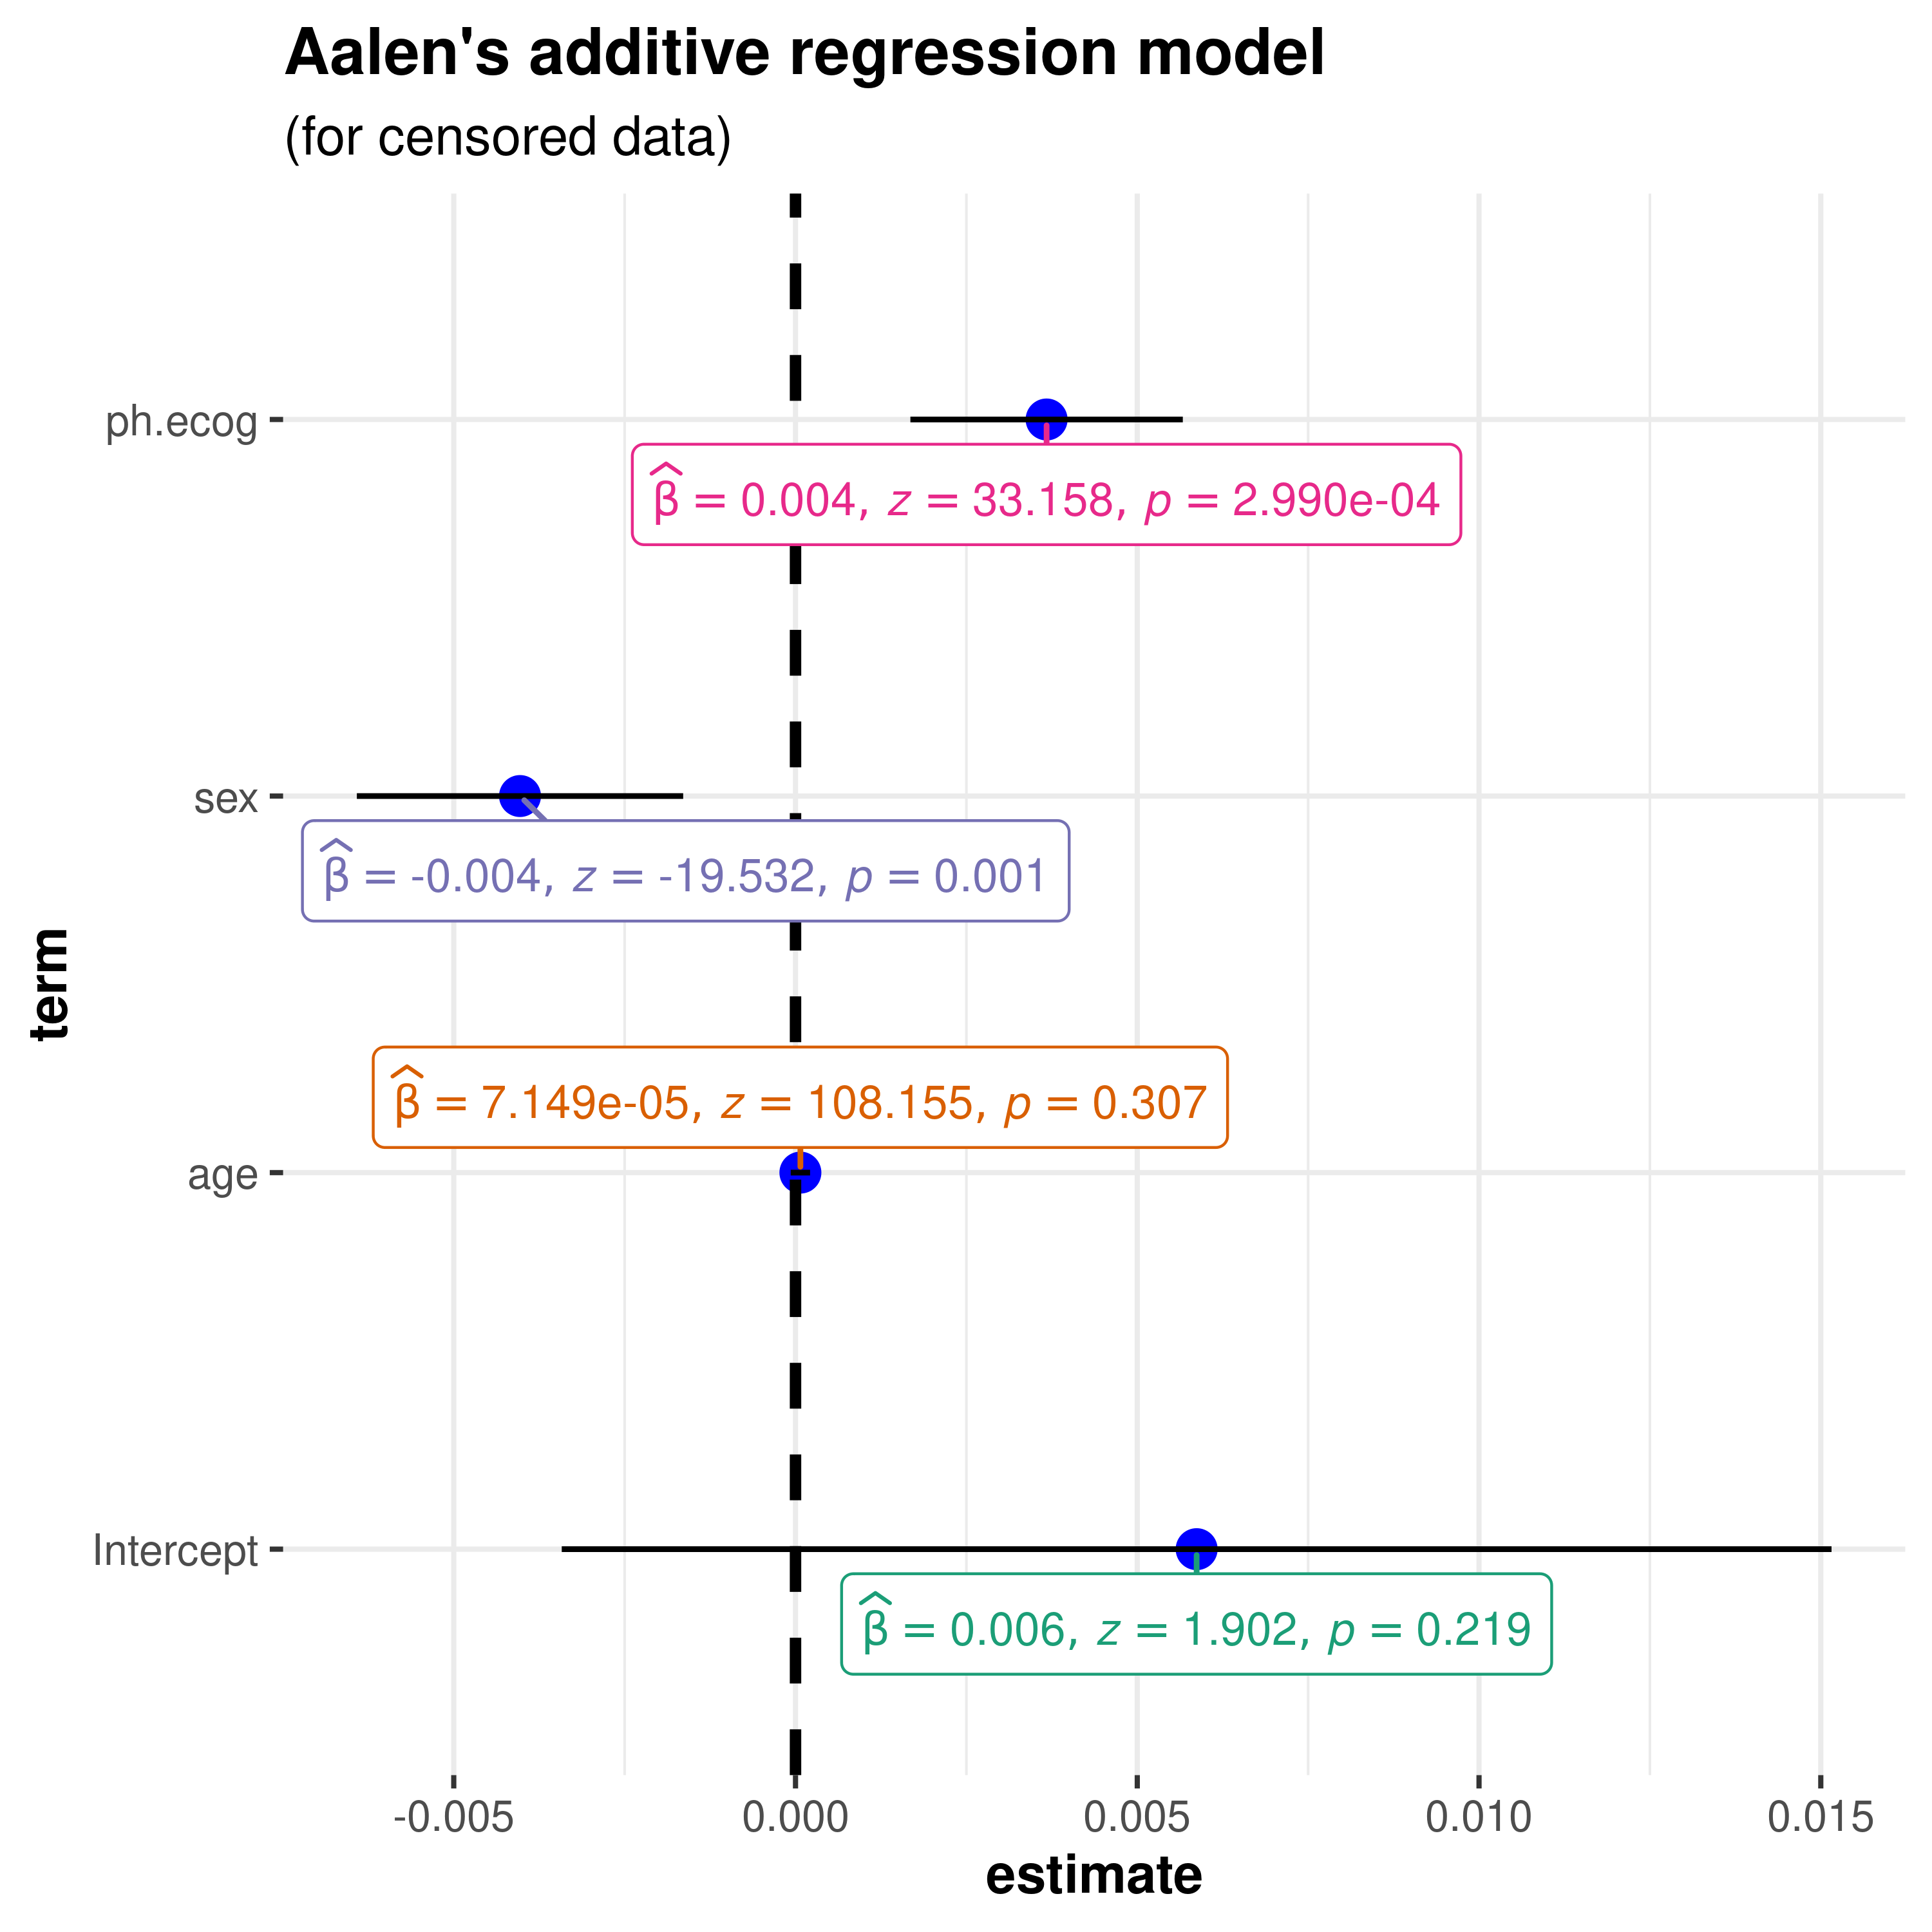 Aalen's additive regression model
(for censored data)
ph.ecog
β̂ = 0.004, z = 33.158, p = 2.990e-04
sex
β̂ = -0.004, z = -19.532, p = 0.001
term
β̂ = 7.149e-05, z = 108.155, p = 0.307
age
Intercept
β̂ = 0.006, z = 1.902, p = 0.219
-0.005 0.000 0.005 0.010 0.015
estimate